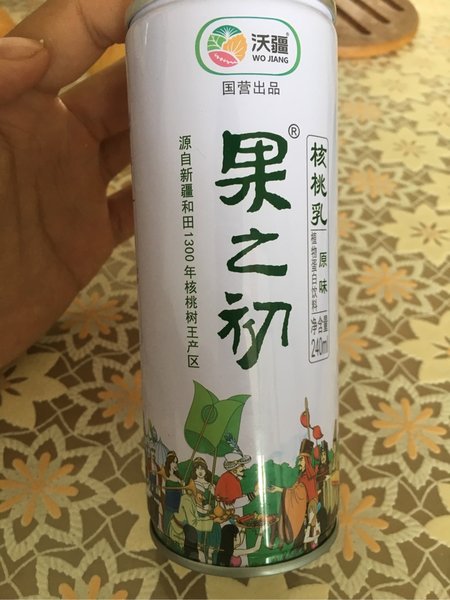 沃疆®
WO JIANG
国营出品
果之初®
源自新疆和田1300年核桃树王产区
核桃乳
原味
植物蛋白饮料
净含量
240ml